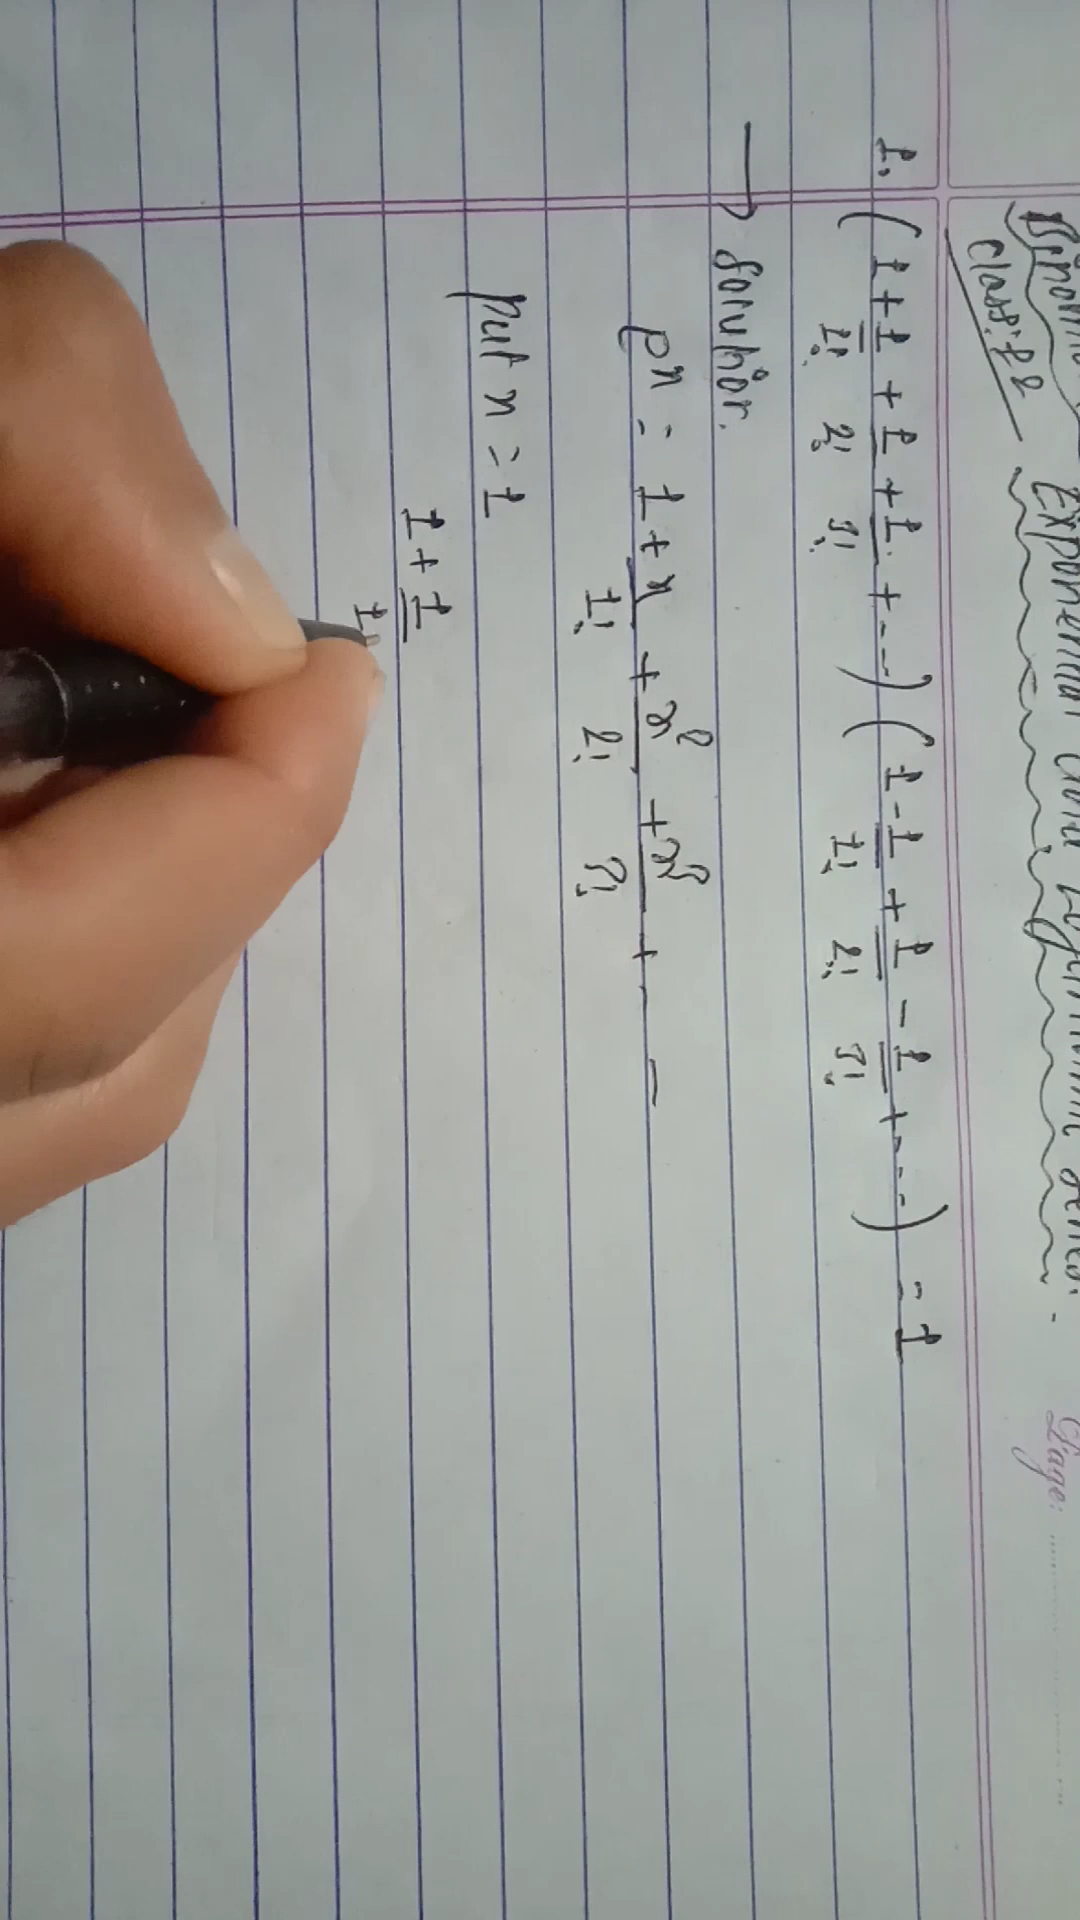 Exponential and Logarithmic Series.
Class: 12
Page: ..........
1. (1 + 1/1! + 1/2! + 1/3! + --) (1 - 1/1! + 1/2! - 1/3! + ---) = 1
→ Solution.
e^x = 1 + x/1! + x^2/2! + x^3/3! + - -
Put x = 1
1 + 1/1